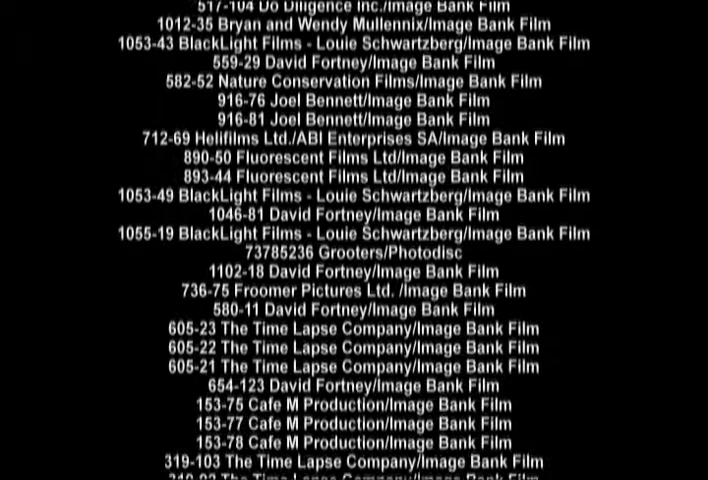 517-104 Do Diligence Inc./Image Bank Film
1012-35 Bryan and Wendy Mullennix/Image Bank Film
1053-43 BlackLight Films - Louie Schwartzberg/Image Bank Film
559-29 David Fortney/Image Bank Film
582-52 Nature Conservation Films/Image Bank Film
916-76 Joel Bennett/Image Bank Film
916-81 Joel Bennett/Image Bank Film
712-69 Helifilms Ltd./ABI Enterprises SA/Image Bank Film
890-50 Fluorescent Films Ltd/Image Bank Film
893-44 Fluorescent Films Ltd/Image Bank Film
1053-49 BlackLight Films - Louie Schwartzberg/Image Bank Film
1046-81 David Fortney/Image Bank Film
1055-19 BlackLight Films - Louie Schwartzberg/Image Bank Film
73785236 Grooters/Photodisc
1102-18 David Fortney/Image Bank Film
736-75 Froomer Pictures Ltd. /Image Bank Film
580-11 David Fortney/Image Bank Film
605-23 The Time Lapse Company/Image Bank Film
605-22 The Time Lapse Company/Image Bank Film
605-21 The Time Lapse Company/Image Bank Film
654-123 David Fortney/Image Bank Film
153-75 Cafe M Production/Image Bank Film
153-77 Cafe M Production/Image Bank Film
153-78 Cafe M Production/Image Bank Film
319-103 The Time Lapse Company/Image Bank Film